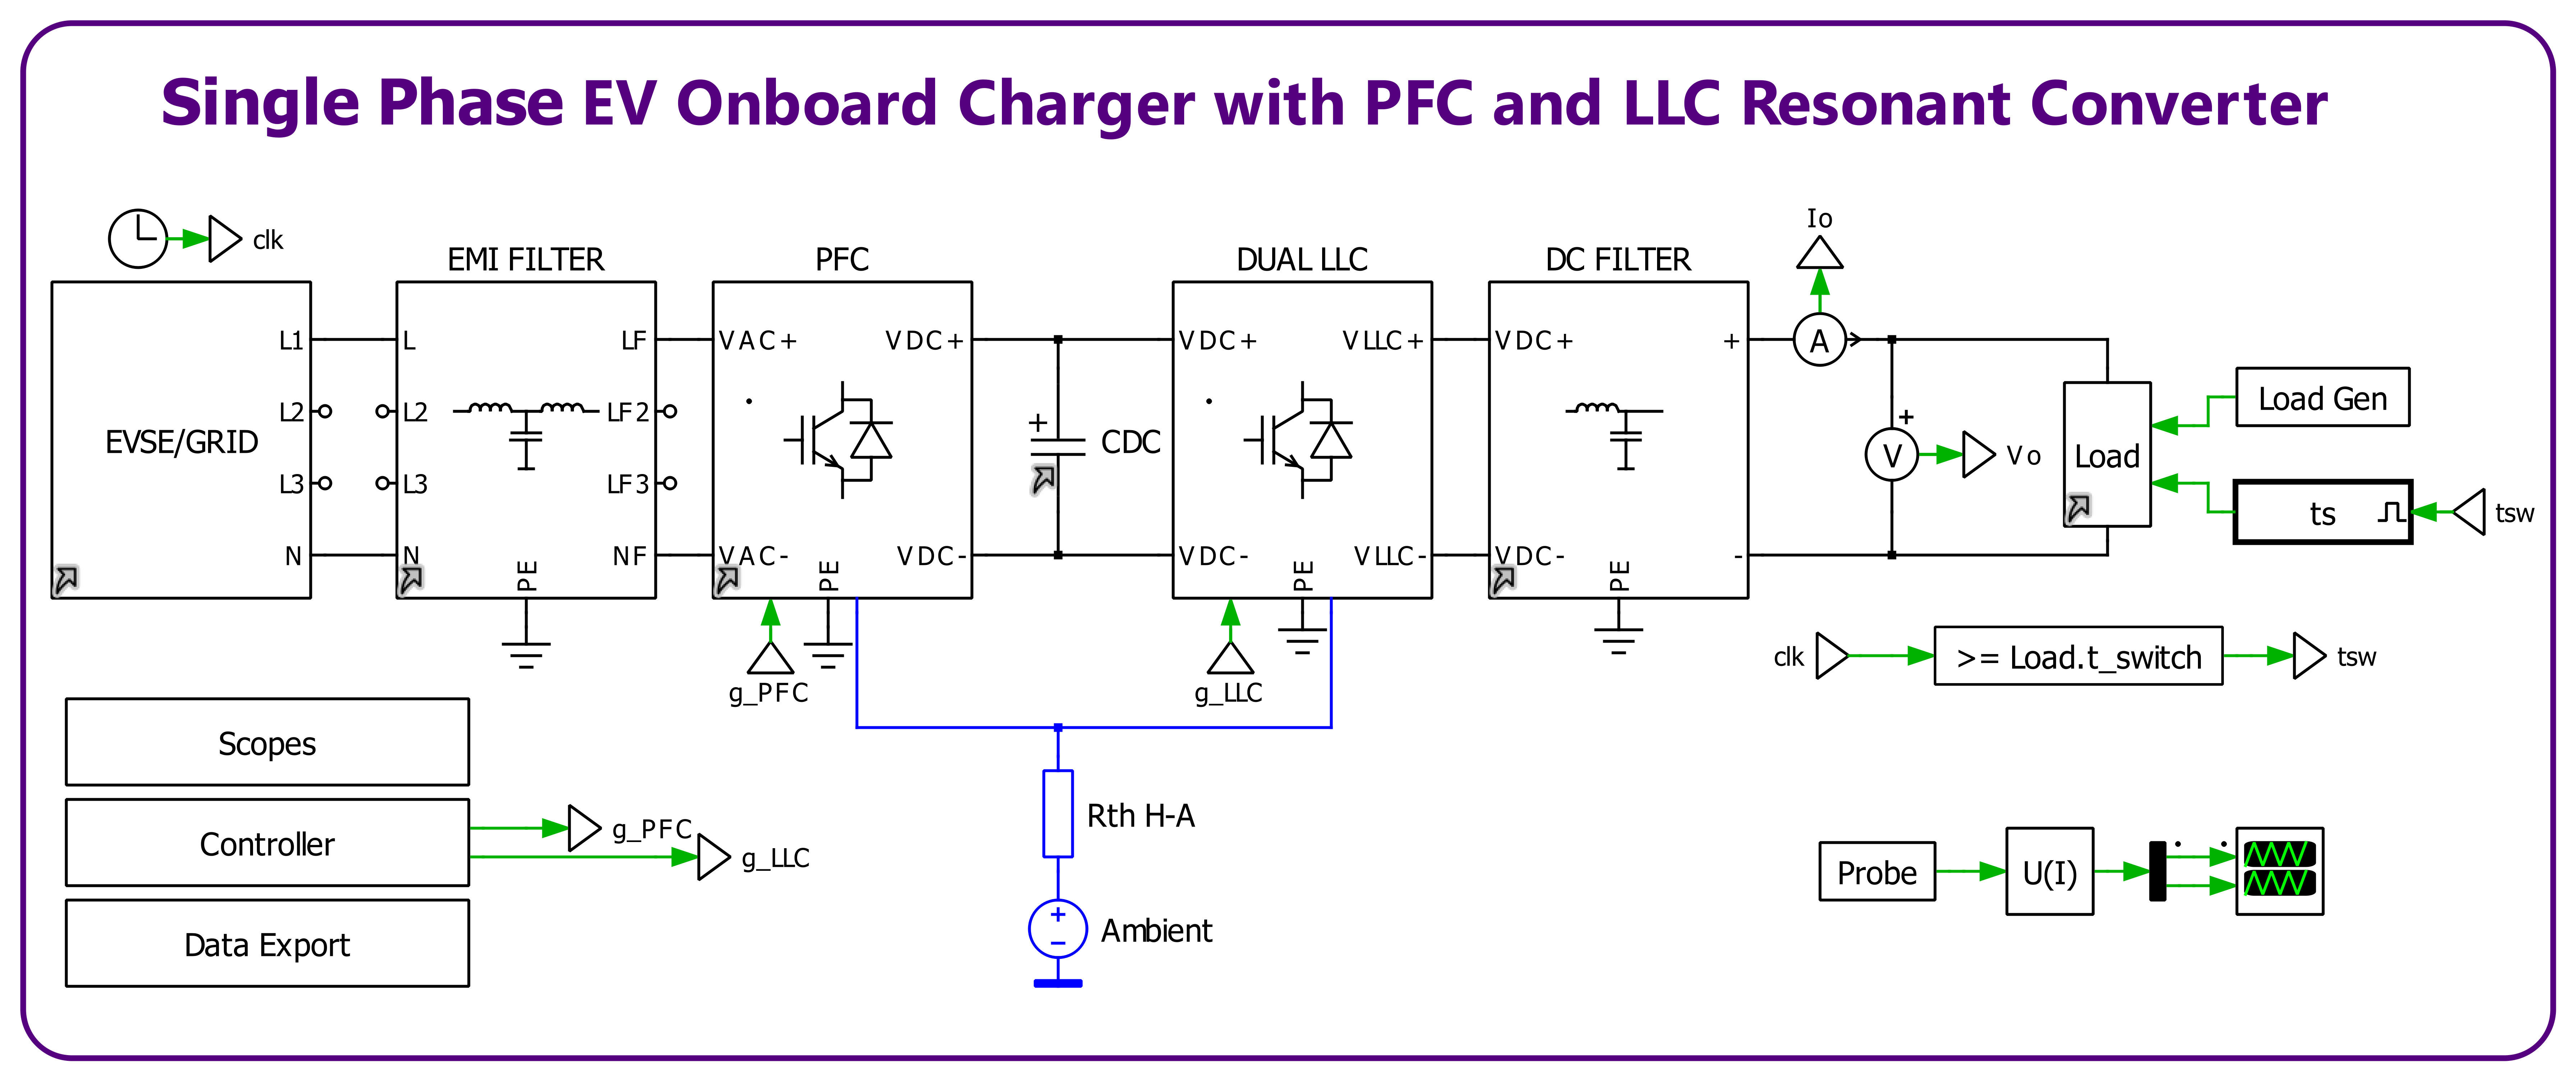 Single Phase EV Onboard Charger with PFC and LLC Resonant Converter
clk
Io
EMI FILTER
PFC
DUAL LLC
DC FILTER
L1
L
LF
VAC+
VDC+
VDC+
VLLC+
VDC+
+
A
L2
L2
LF2
EVSE/GRID
+
CDC
+
V
Vo
Load
Load Gen
L3
L3
LF3
ts
tsw
N
N
NF
VAC-
VDC-
VDC-
VLLC-
VDC-
-
PE
PE
PE
PE
g_PFC
g_LLC
clk
>= Load.t_switch
tsw
Scopes
Controller
g_PFC
g_LLC
Data Export
Rth H-A
+
−
Ambient
Probe
U(I)